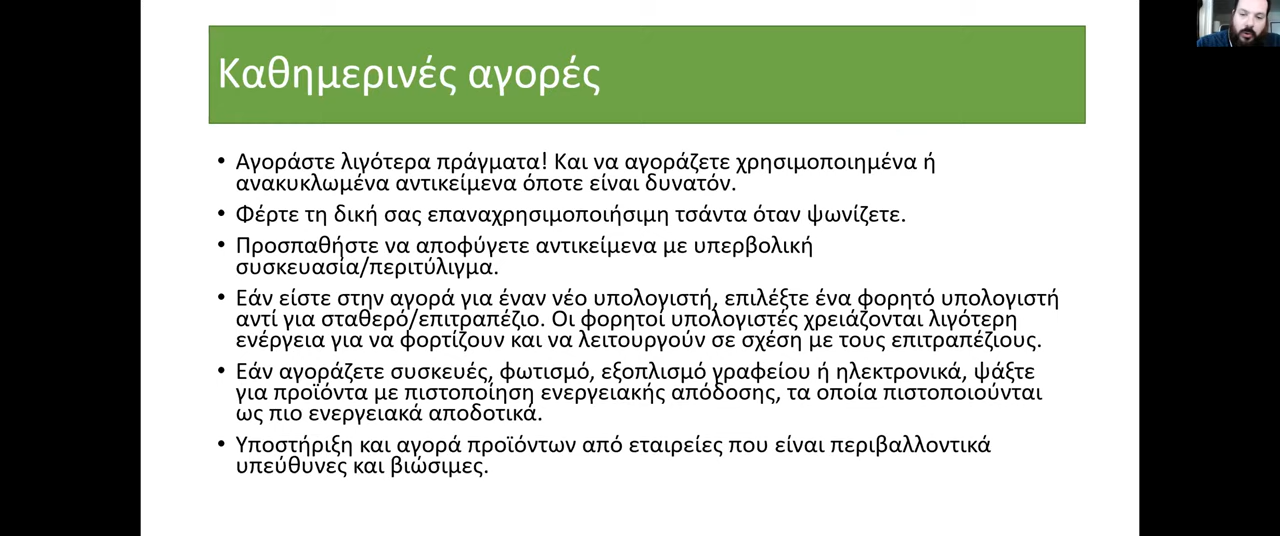 Καθημερινές αγορές
• Αγοράστε λιγότερα πράγματα! Και να αγοράζετε χρησιμοποιημένα ή
ανακυκλωμένα αντικείμενα όποτε είναι δυνατόν.
• Φέρτε τη δική σας επαναχρησιμοποιήσιμη τσάντα όταν ψωνίζετε.
• Προσπαθήστε να αποφύγετε αντικείμενα με υπερβολική
συσκευασία/περιτύλιγμα.
• Εάν είστε στην αγορά για έναν νέο υπολογιστή, επιλέξτε ένα φορητό υπολογιστή
αντί για σταθερό/επιτραπέζιο. Οι φορητοί υπολογιστές χρειάζονται λιγότερη
ενέργεια για να φορτίζουν και να λειτουργούν σε σχέση με τους επιτραπέζιους.
• Εάν αγοράζετε συσκευές, φωτισμό, εξοπλισμό γραφείου ή ηλεκτρονικά, ψάξτε
για προϊόντα με πιστοποίηση ενεργειακής απόδοσης, τα οποία πιστοποιούνται
ως πιο ενεργειακά αποδοτικά.
• Υποστήριξη και αγορά προϊόντων από εταιρείες που είναι περιβαλλοντικά
υπεύθυνες και βιώσιμες.